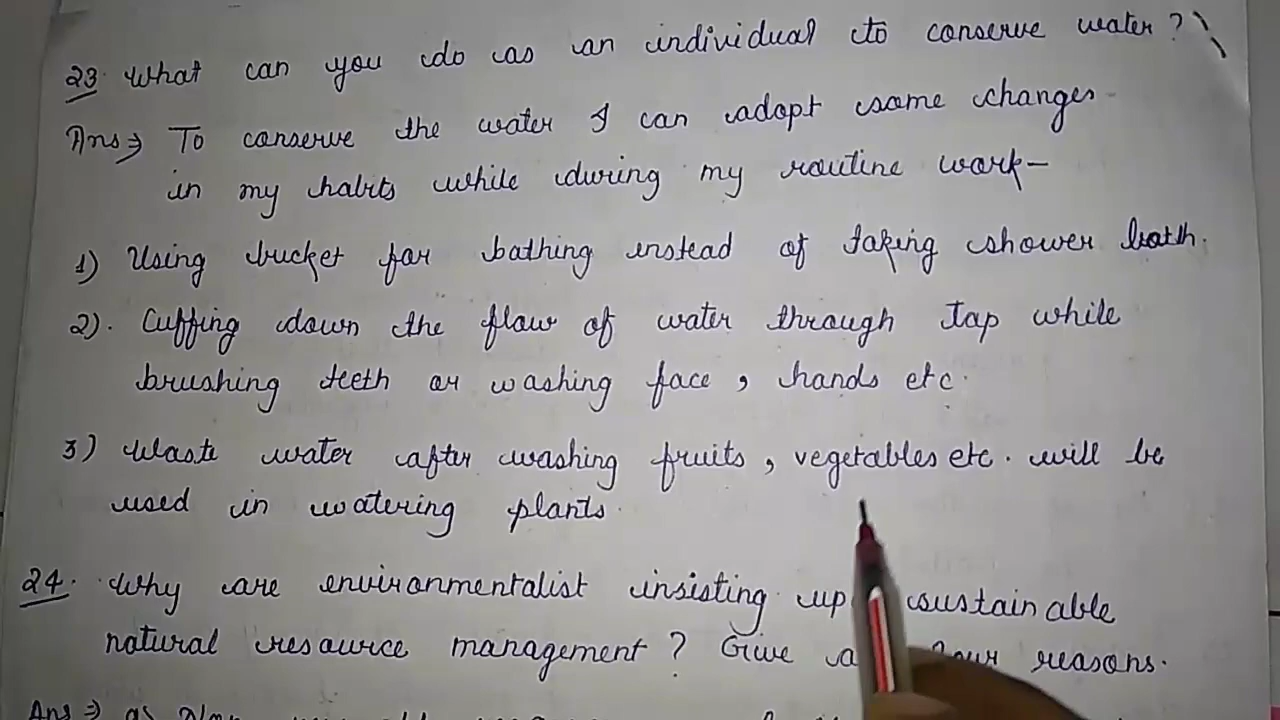 23. What can you do as an individual to conserve water?
Ans ⇒ To conserve the water I can adopt some changes
in my habits while during my routine work-
1) Using bucket for bathing instead of taking shower bath.
2). Cuffing down the flow of water through Tap while
brushing teeth or washing face, hands etc.
3) Waste water after washing fruits, vegetables etc. will be
used in watering plants.
24. Why are environmentalist insisting up sustainable
natural resource management? Give reasons.
Ans ⇒ as